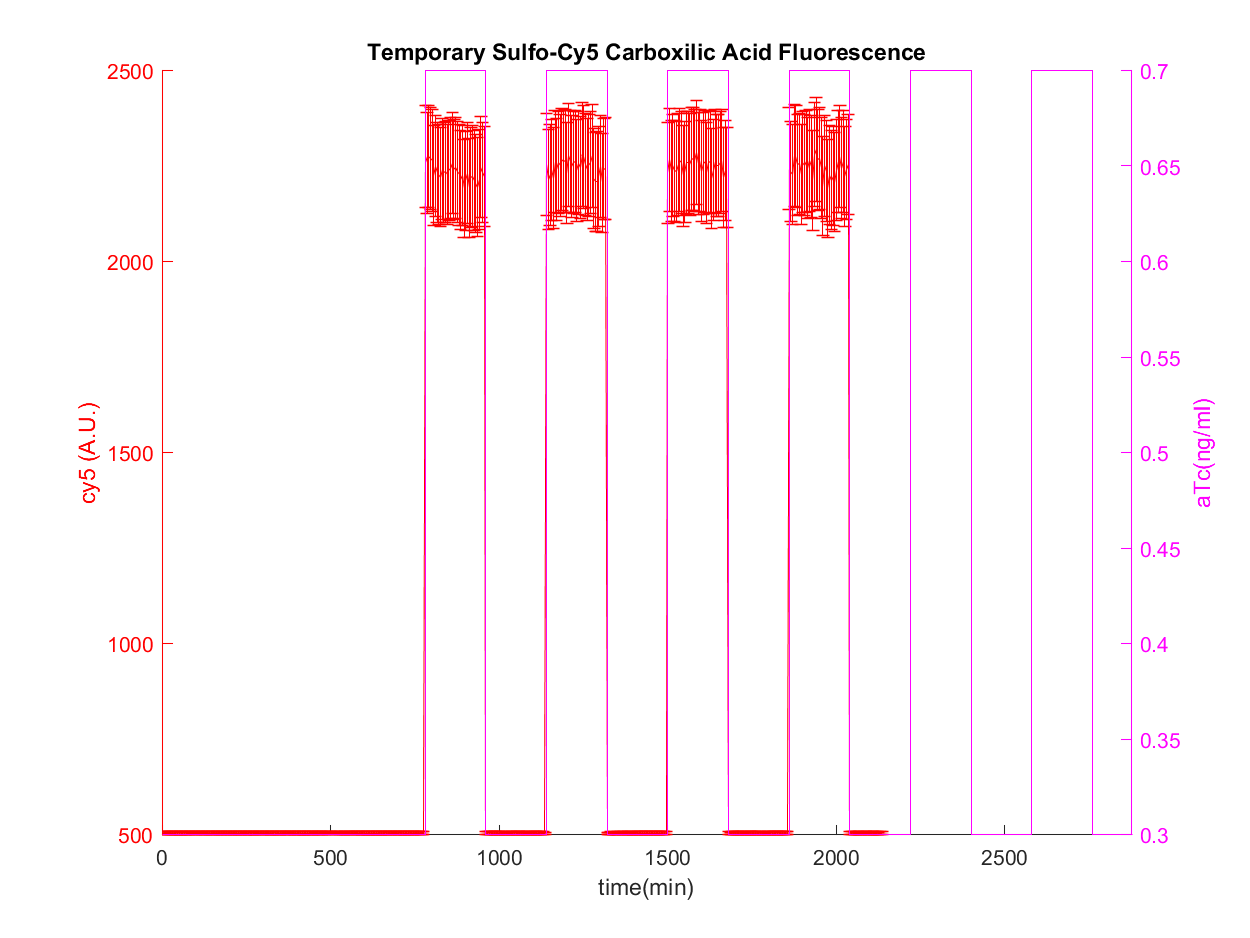 Temporary Sulfo-Cy5 Carboxilic Acid Fluorescence
2500
2000
1500
1000
500
cy5 (A.U.)
0.7
0.65
0.6
0.55
0.5
0.45
0.4
0.35
0.3
aTc(ng/ml)
0 500 1000 1500 2000 2500
time(min)